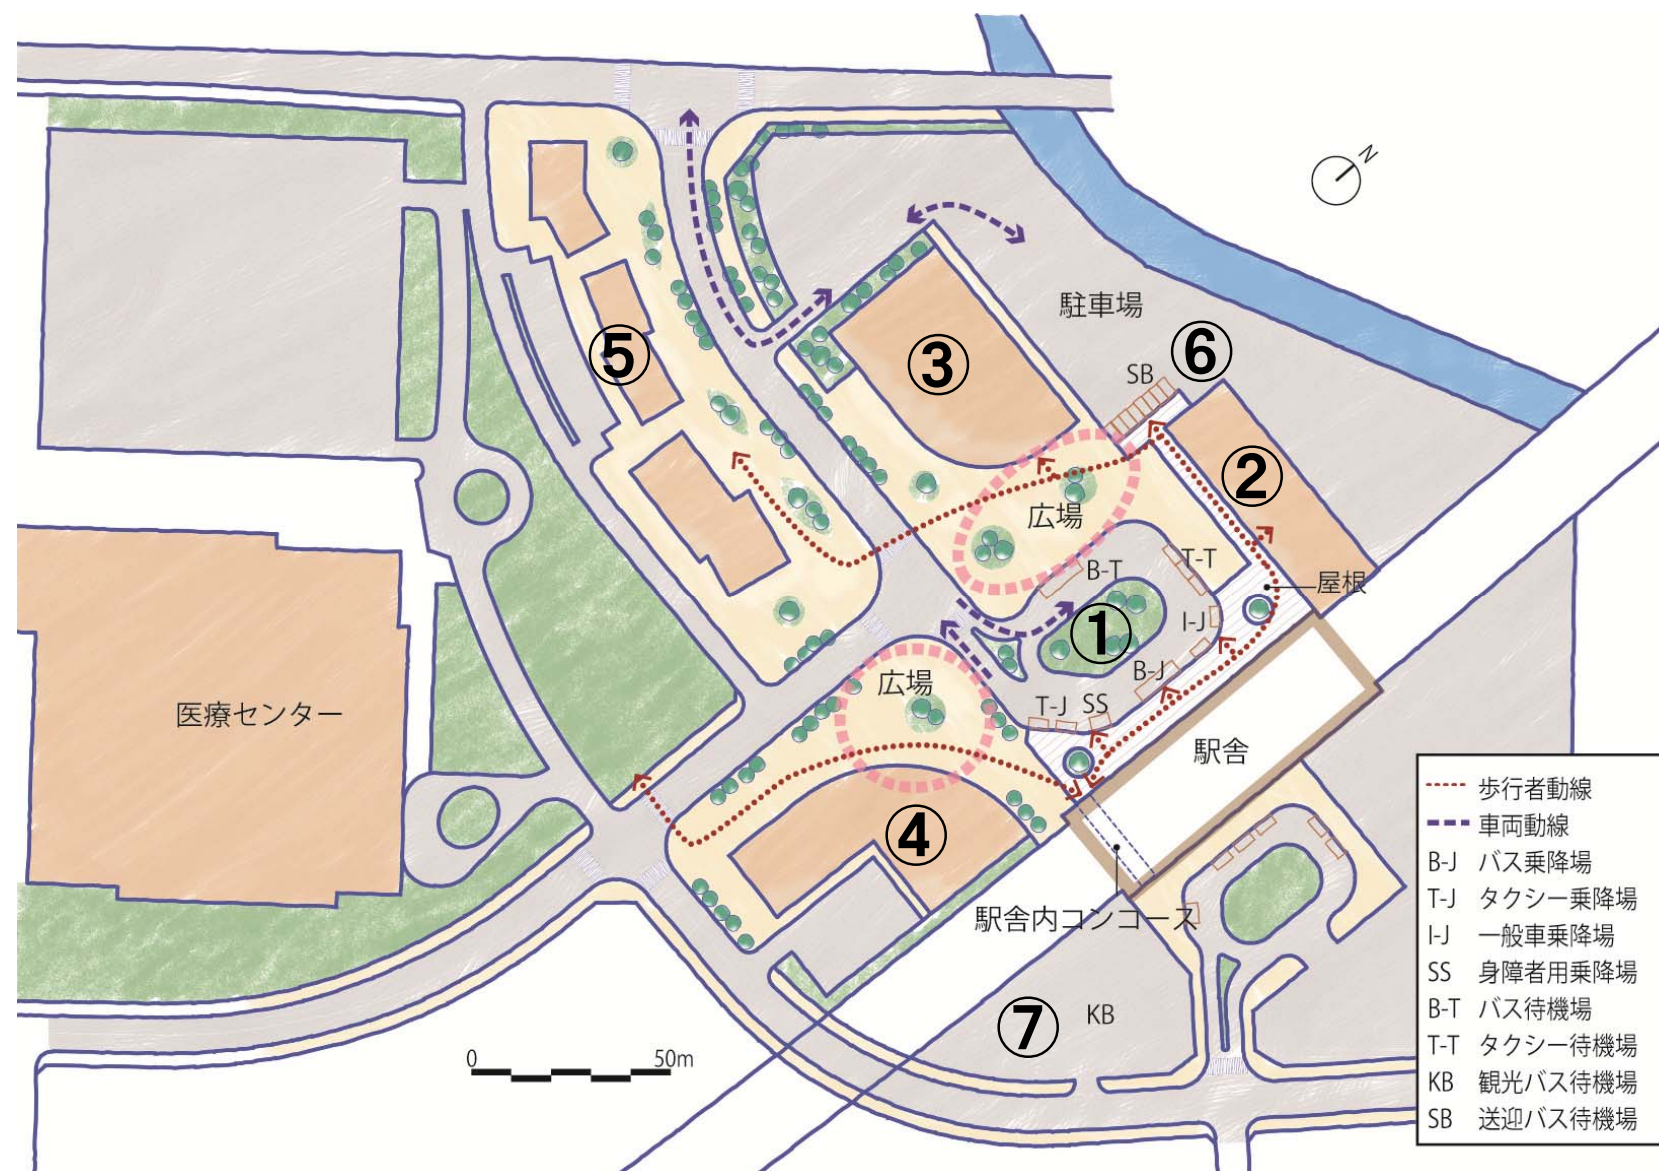 N
駐車場
⑥
SB
③
⑤
②
広場
B-T
T-T
屋根
①
I-J
広場
B-J
T-J
SS
医療センター
駅舎
④
駅舎内コンコース
⑦
KB
0 50m
歩行者動線
車両動線
B-J バス乗降場
T-J タクシー乗降場
I-J 一般車乗降場
SS 身障者用乗降場
B-T バス待機場
T-T タクシー待機場
KB 観光バス待機場
SB 送迎バス待機場